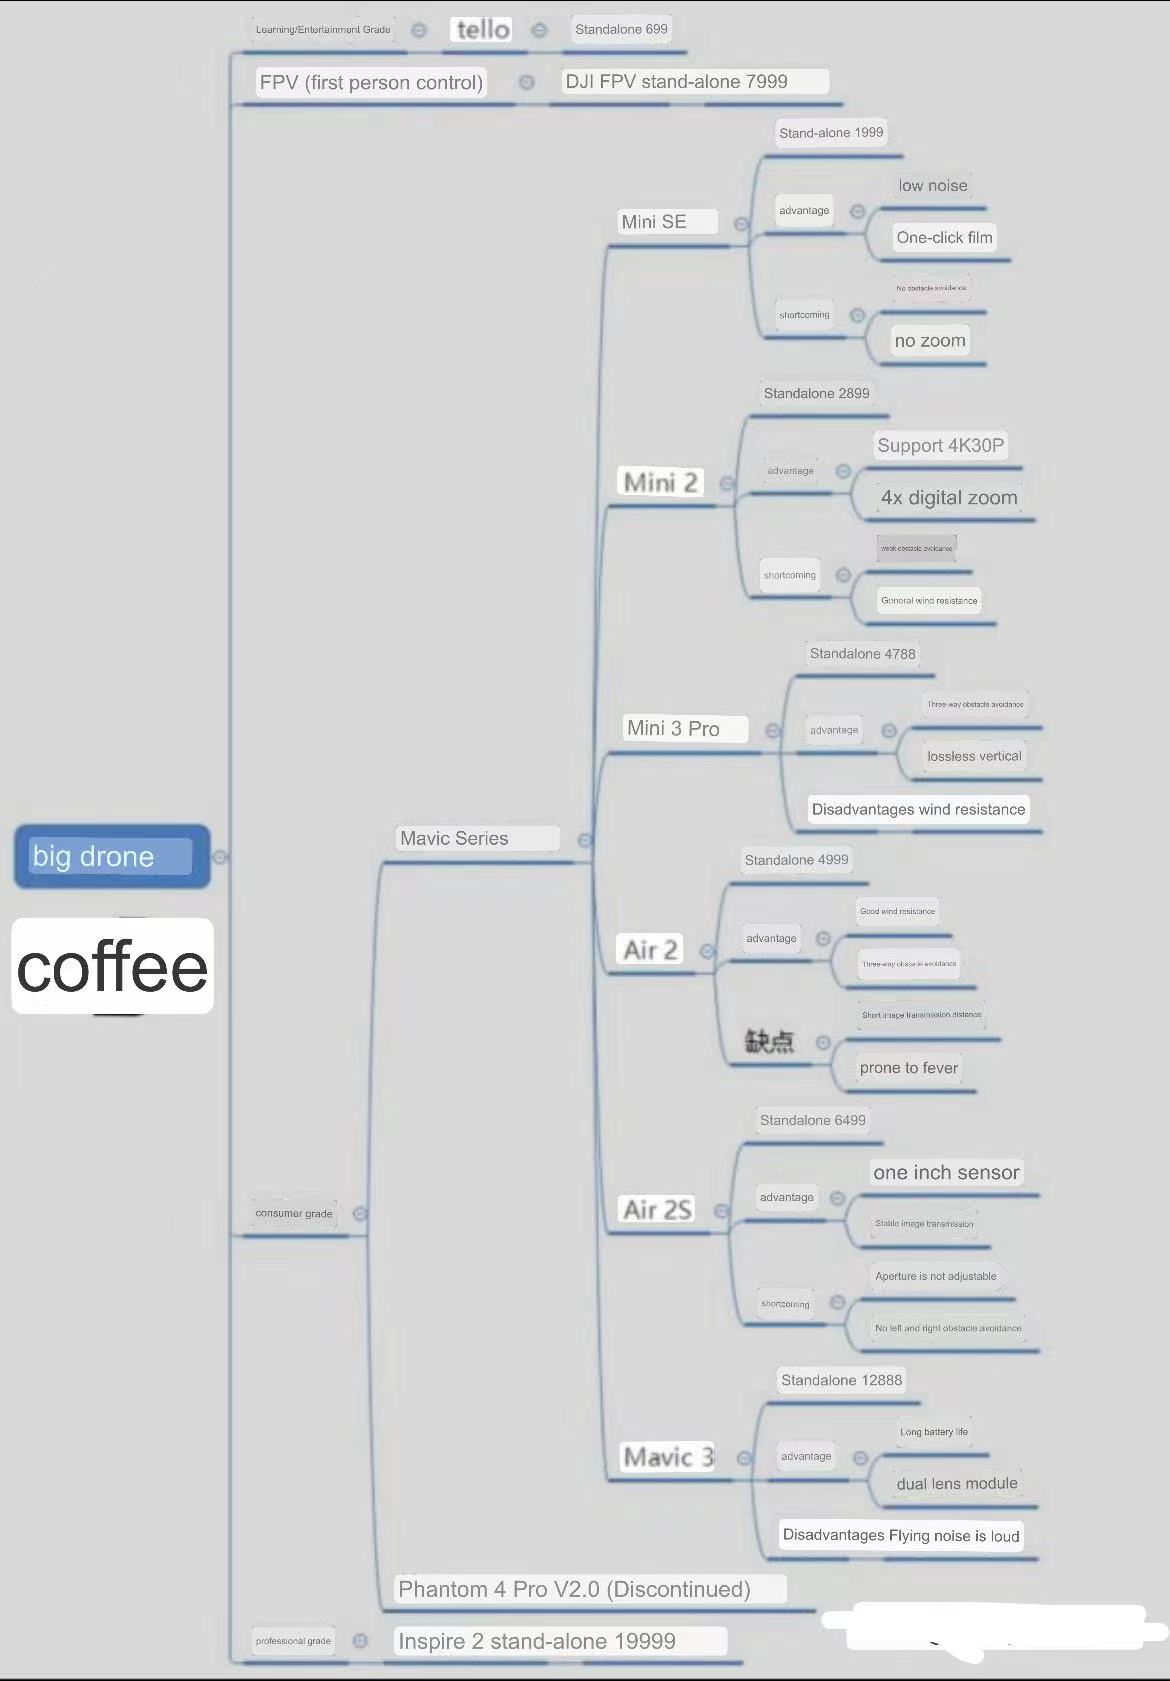 Learning/Entertainment Grade
tello
Standalone 699
FPV (first person control)
DJI FPV stand-alone 7999
Stand-alone 1999
low noise
advantage
Mini SE
One-click film
No obstacle avoidance
shortcoming
no zoom
Standalone 2899
Support 4K30P
advantage
Mini 2
4x digital zoom
weak obstacle avoidance
shortcoming
General wind resistance
Standalone 4788
Three-way obstacle avoidance
Mini 3 Pro
advantage
lossless vertical
Disadvantages wind resistance
Mavic Series
big drone
Standalone 4999
Good wind resistance
advantage
Air 2
Three-way obstacle avoidance
coffee
Short image transmission distance
缺点
prone to fever
Standalone 6499
one inch sensor
advantage
Air 2S
consumer grade
Stable image transmission
Aperture is not adjustable
shortcoming
No left and right obstacle avoidance
Standalone 12888
Long battery life
Mavic 3
advantage
dual lens module
Disadvantages Flying noise is loud
Phantom 4 Pro V2.0 (Discontinued)
professional grade
Inspire 2 stand-alone 19999